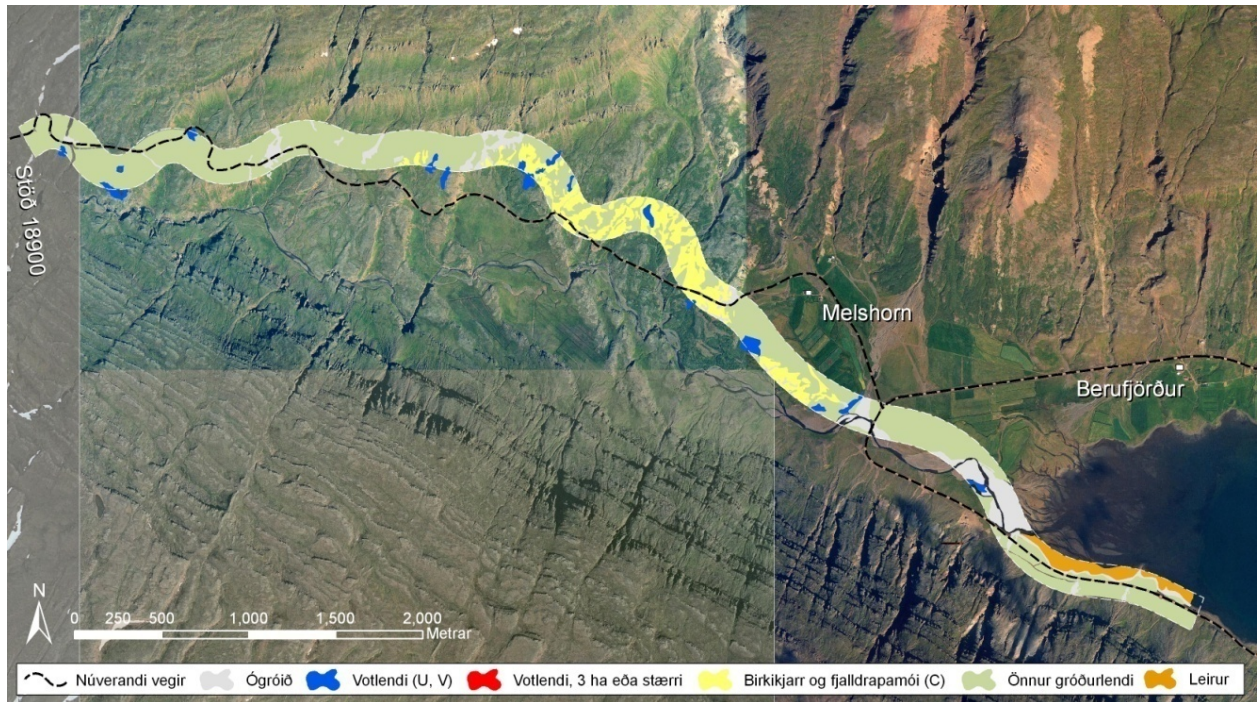 Stöð 18900
Melshorn
Berufjörður
N
0 250 500 1,000 1,500 2,000
Metrar
Núverandi vegir Ógróið Votlendi (U, V) Votlendi, 3 ha eða stærri Birkikjarr og fjalldrapamói (C) Önnur gróðurlendi Leirur